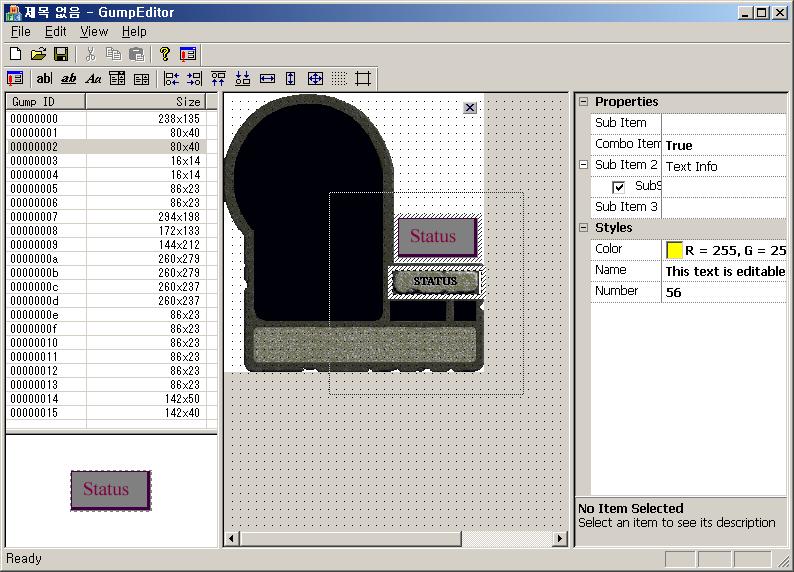 제목 없음 - GumpEditor
File Edit View Help
abl ab Aa
Gump ID Size
00000000 238x135
00000001 80x40
00000002 80x40
00000003 16x14
00000004 16x14
00000005 86x23
00000006 86x23
00000007 294x198
00000008 172x133
00000009 144x212
0000000a 260x279
0000000b 260x279
0000000c 260x237
0000000d 260x237
0000000e 86x23
0000000f 86x23
00000010 86x23
00000011 86x23
00000012 86x23
00000013 86x23
00000014 142x50
00000015 142x40
Status
Status
STATUS
Properties
Sub Item
Combo Item True
Sub Item 2 Text Info
SubS
Sub Item 3
Styles
Color R = 255, G = 25
Name This text is editable
Number 56
No Item Selected
Select an item to see its description
Ready